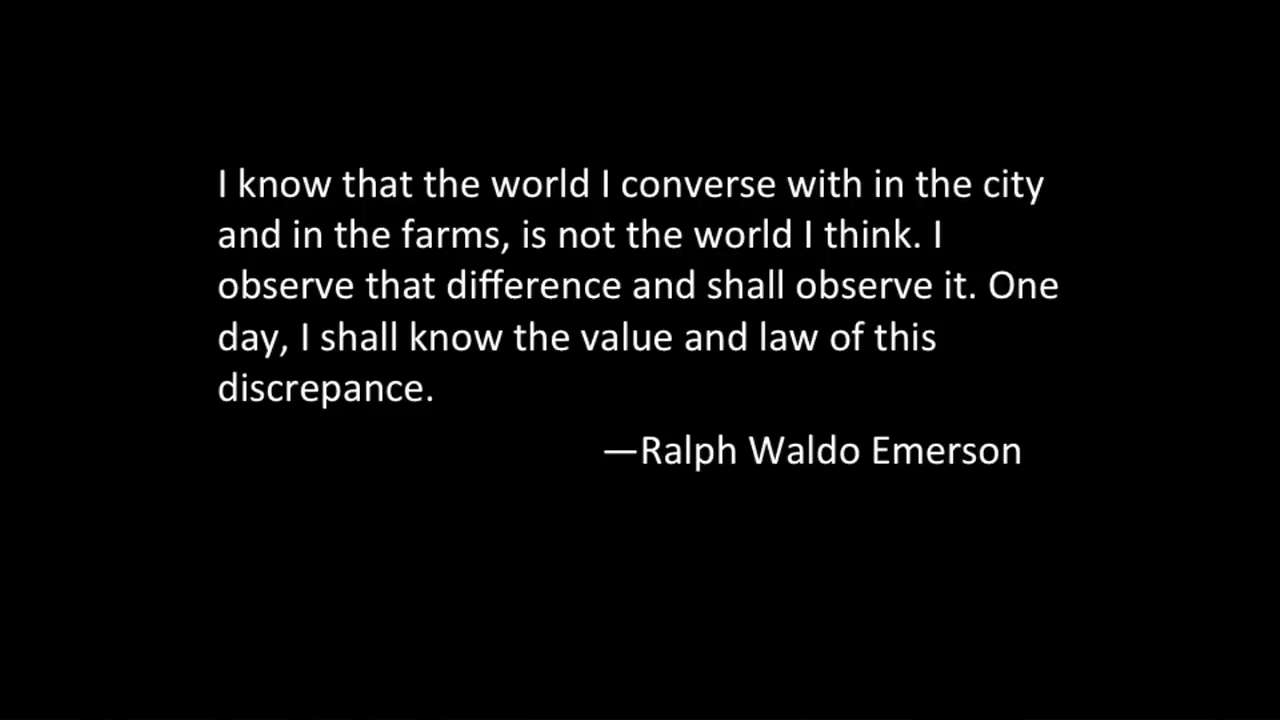 I know that the world I converse with in the city
and in the farms, is not the world I think. I
observe that difference and shall observe it. One
day, I shall know the value and law of this
discrepance.
—Ralph Waldo Emerson